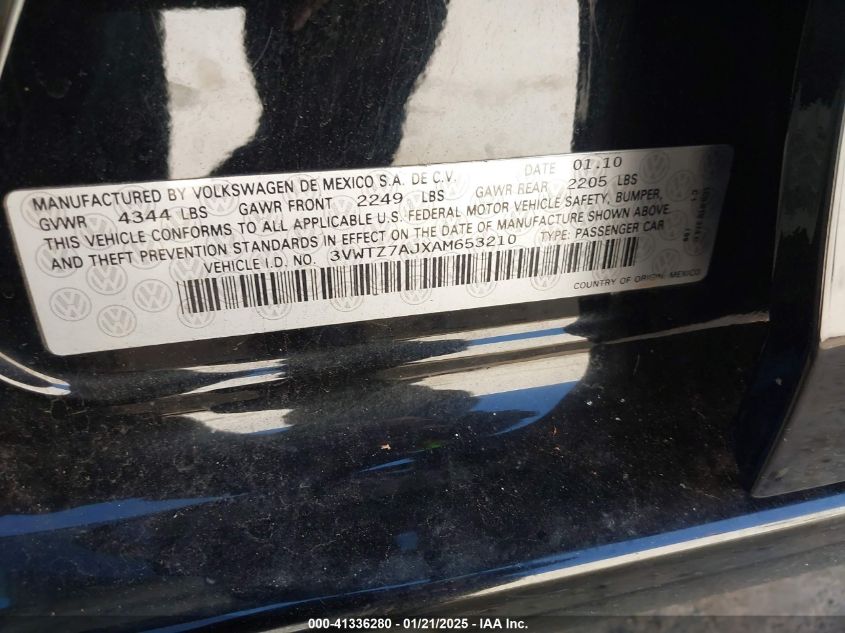 MANUFACTURED BY VOLKSWAGEN DE MEXICO S.A. DE C.V. DATE 01.10
GVWR 4344 LBS GAWR FRONT 2249 LBS GAWR REAR 2205 LBS
THIS VEHICLE CONFORMS TO ALL APPLICABLE U.S. FEDERAL MOTOR VEHICLE SAFETY, BUMPER,
AND THEFT PREVENTION STANDARDS IN EFFECT ON THE DATE OF MANUFACTURE SHOWN ABOVE.
VEHICLE I.D. NO. 3VWTZ7AJXAM653210 TYPE: PASSENGER CAR
COUNTRY OF ORIGIN: MEXICO
000-41336280 - 01/21/2025 - IAA Inc.